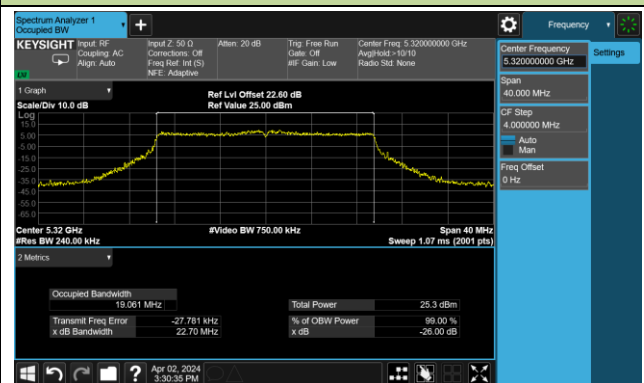 Spectrum Analyzer 1
Occupied BW
Frequency
KEYSIGHT
Input: RF
Coupling: AC
Align: Auto
Input Z: 50 Ω
Corrections: Off
Freq Ref: Int (S)
NFE: Adaptive
Atten: 20 dB
Trig: Free Run
Gate: Off
#IF Gain: Low
Center Freq: 5.320000000 GHz
Avg|Hold:>10/10
Radio Std: None
1 Graph
Scale/Div 10.0 dB
Ref Lvl Offset 22.60 dB
Ref Value 25.00 dBm
Log
15.0
5.00
-5.00
-15.0
-25.0
-35.0
-45.0
-55.0
-65.0
Center 5.32 GHz
#Video BW 750.00 kHz
Span 40 MHz
#Res BW 240.00 kHz
Sweep 1.07 ms (2001 pts)
2 Metrics
Occupied Bandwidth
19.061 MHz
Total Power 25.3 dBm
Transmit Freq Error -27.781 kHz
% of OBW Power 99.00 %
x dB Bandwidth 22.70 MHz
x dB -26.00 dB
Center Frequency
5.320000000 GHz
Settings
Span
40.000 MHz
CF Step
4.000000 MHz
Auto
Man
Freq Offset
0 Hz
Apr 02, 2024
3:30:35 PM